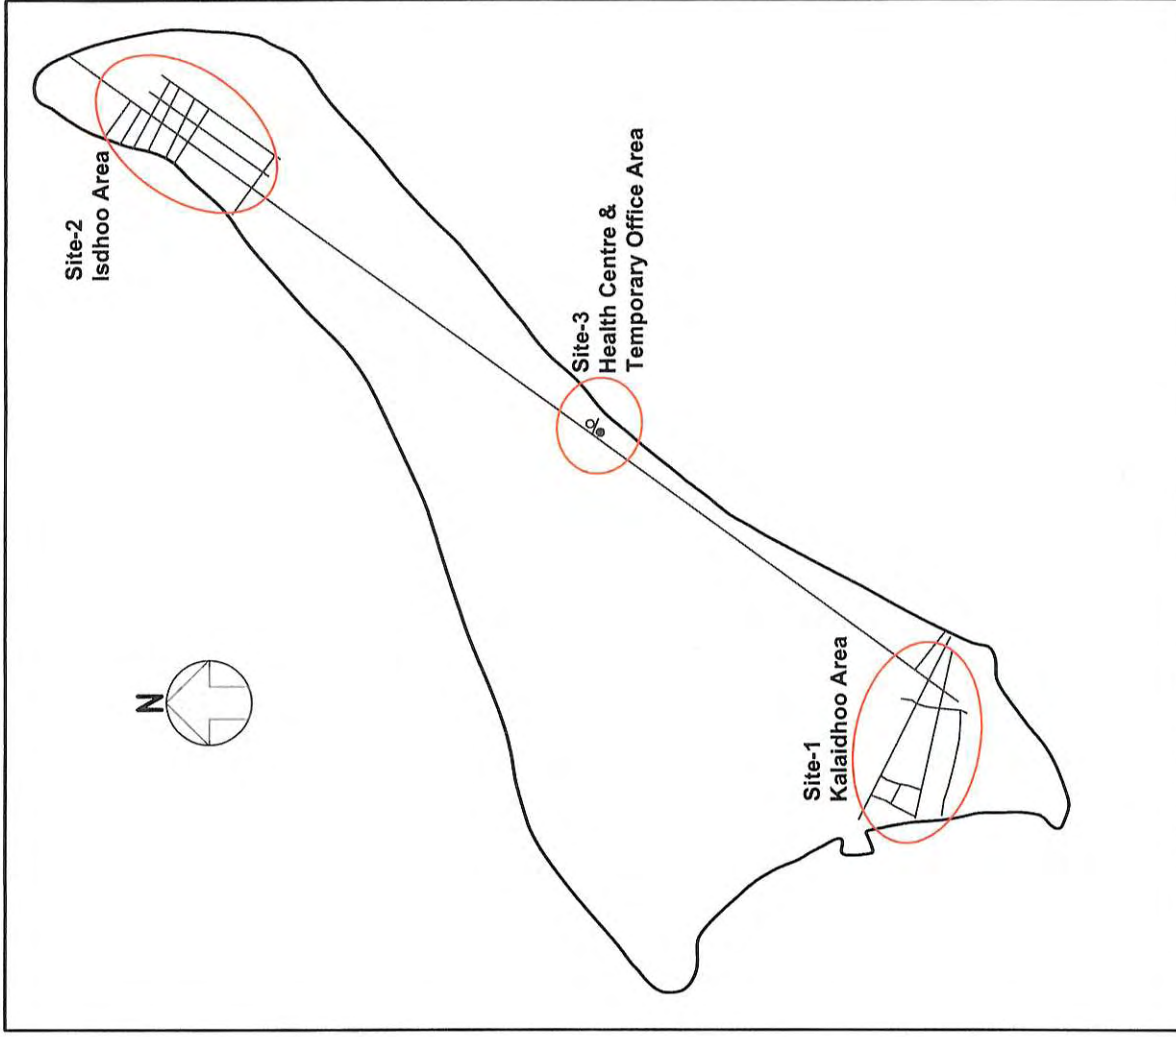 Site-2
Isdhoo Area
Site-3
Health Centre &
Temporary Office Area
N
Site-1
Kalaidhoo Area